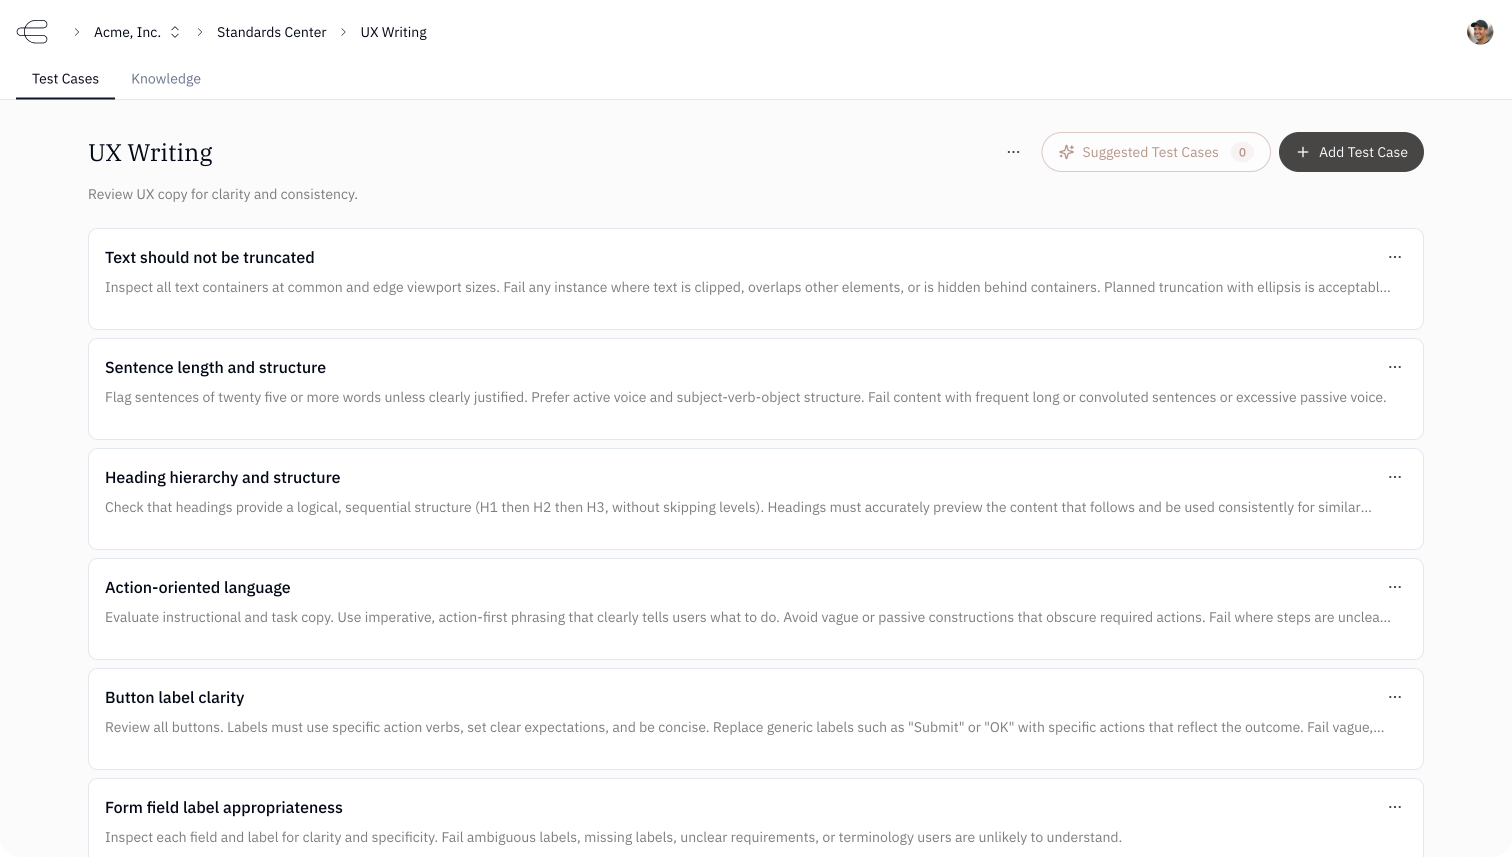 Acme, Inc.
Standards Center
UX Writing
Test Cases
Knowledge
UX Writing
...
Suggested Test Cases 0
+ Add Test Case
Review UX copy for clarity and consistency.
Text should not be truncated
...
Inspect all text containers at common and edge viewport sizes. Fail any instance where text is clipped, overlaps other elements, or is hidden behind containers. Planned truncation with ellipsis is acceptabl...
Sentence length and structure
...
Flag sentences of twenty five or more words unless clearly justified. Prefer active voice and subject-verb-object structure. Fail content with frequent long or convoluted sentences or excessive passive voice.
Heading hierarchy and structure
...
Check that headings provide a logical, sequential structure (H1 then H2 then H3, without skipping levels). Headings must accurately preview the content that follows and be used consistently for similar...
Action-oriented language
...
Evaluate instructional and task copy. Use imperative, action-first phrasing that clearly tells users what to do. Avoid vague or passive constructions that obscure required actions. Fail where steps are unclea...
Button label clarity
...
Review all buttons. Labels must use specific action verbs, set clear expectations, and be concise. Replace generic labels such as "Submit" or "OK" with specific actions that reflect the outcome. Fail vague,...
Form field label appropriateness
...
Inspect each field and label for clarity and specificity. Fail ambiguous labels, missing labels, unclear requirements, or terminology users are unlikely to understand.